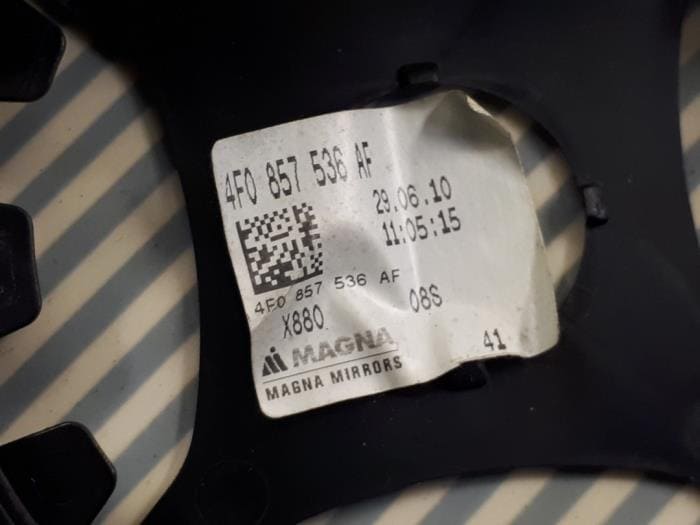 4F0 857 536 AF
29.06.10
11:05:15
4F0 857 536 AF
X880
08S
MAGNA
41
MAGNA MIRRORS